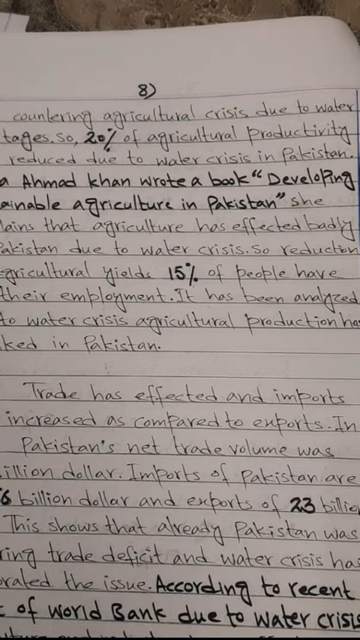 8)
countering agricultural crisis due to water
tages. So, 20% of agricultural productivity
reduced due to water crisis in Pakistan.
a Ahmad khan wrote a book "Developing
ainable agriculture in Pakistan" she
lains that agriculture has effected badly
Pakistan due to water crisis. So reduction
agricultural yields 15% of people have
their employment. It has been analyzed
to water crisis agricultural production has
ked in Pakistan.
Trade has effected and imports
increased as compared to exports. In
Pakistan's net trade volume was
illion dollar. Imports of Pakistan are
6 billion dollar and exports of 23 billion
This shows that already Pakistan was
ring trade deficit and water crisis has
orated the issue. According to recent
of world Bank due to water crisis